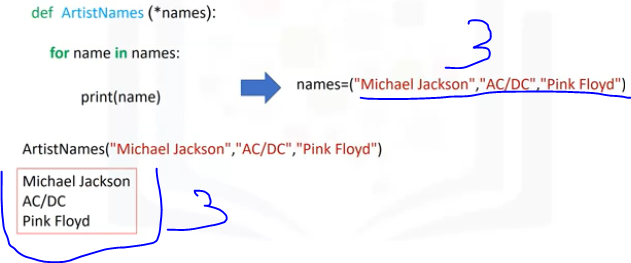 def ArtistNames (*names):
3
for name in names:
names=("Michael Jackson","AC/DC","Pink Floyd")
print(name)
ArtistNames("Michael Jackson","AC/DC","Pink Floyd")
Michael Jackson
AC/DC
Pink Floyd
3